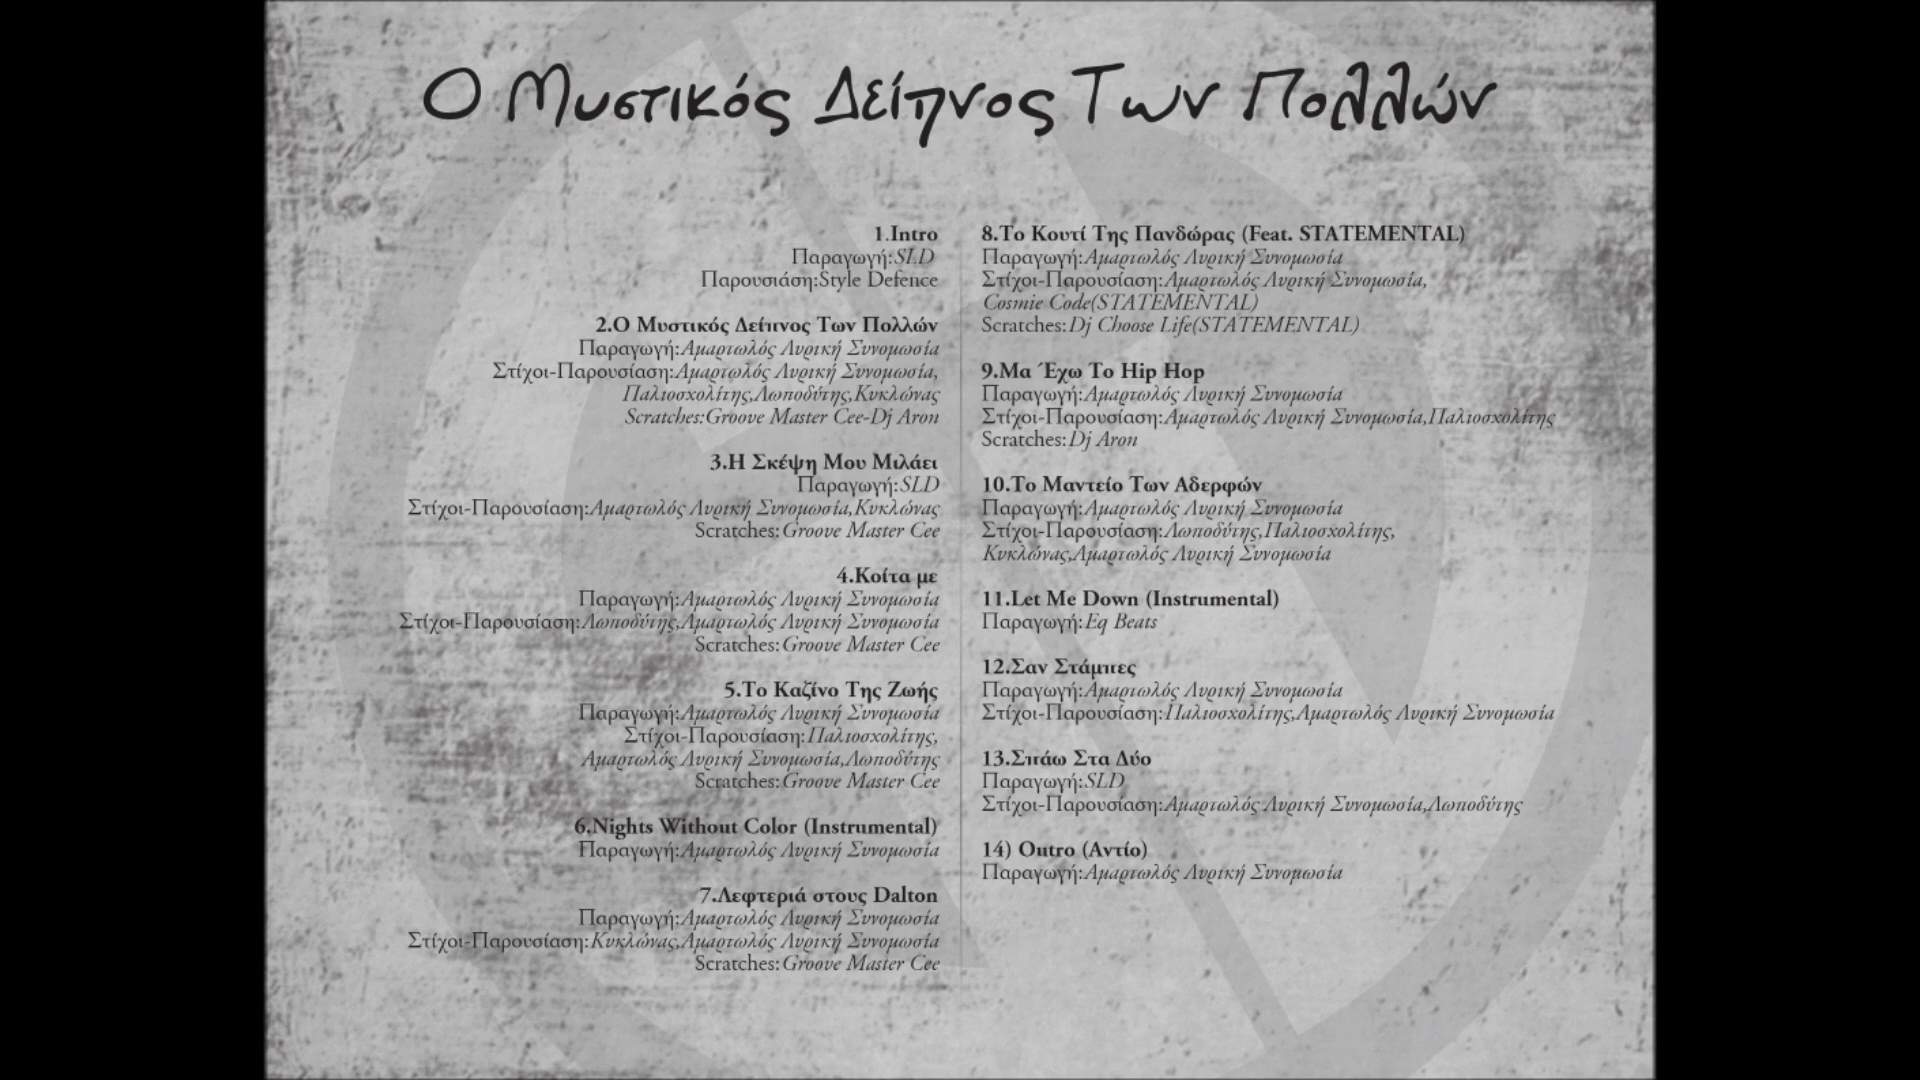 Ο Μυστικός Δείπνος Των Πολλών
1.Intro
Παραγωγή:SLD
Παρουσιάση:Style Defence
2.Ο Μυστικός Δείπνος Των Πολλών
Παραγωγή:Αμαρτωλός Λυρική Συνομωσία
Στίχοι-Παρουσίαση:Αμαρτωλός Λυρική Συνομωσία,
Παλιοσχολίτης,Λωποδύτης,Κυκλώνας
Scratches:Groove Master Cee-Dj Aron
3.Η Σκέψη Μου Μιλάει
Παραγωγή:SLD
Στίχοι-Παρουσίαση:Αμαρτωλός Λυρική Συνομωσία,Κυκλώνας
Scratches:Groove Master Cee
4.Κοίτα με
Παραγωγή:Αμαρτωλός Λυρική Συνομωσία
Στίχοι-Παρουσίαση:Λωποδύτης,Αμαρτωλός Λυρική Συνομωσία
Scratches:Groove Master Cee
5.Το Καζίνο Της Ζωής
Παραγωγή:Αμαρτωλός Λυρική Συνομωσία
Στίχοι-Παρουσίαση:Παλιοσχολίτης,
Αμαρτωλός Λυρική Συνομωσία,Λωποδύτης
Scratches:Groove Master Cee
6.Nights Without Color (Instrumental)
Παραγωγή:Αμαρτωλός Λυρική Συνομωσία
7.Λεφτεριά στους Dalton
Παραγωγή:Αμαρτωλός Λυρική Συνομωσία
Στίχοι-Παρουσίαση:Κυκλώνας,Αμαρτωλός Λυρική Συνομωσία
Scratches:Groove Master Cee
8.Το Κουτί Της Πανδώρας (Feat. STATEMENTAL)
Παραγωγή:Αμαρτωλός Λυρική Συνομωσία
Στίχοι-Παρουσίαση:Αμαρτωλός Λυρική Συνομωσία,
Cosmie Code(STATEMENTAL)
Scratches:Dj Choose Life(STATEMENTAL)
9.Μα Έχω Το Hip Hop
Παραγωγή:Αμαρτωλός Λυρική Συνομωσία
Στίχοι-Παρουσίαση:Αμαρτωλός Λυρική Συνομωσία,Παλιοσχολίτης
Scratches:Dj Aron
10.Το Μαντείο Των Αδερφών
Παραγωγή:Αμαρτωλός Λυρική Συνομωσία
Στίχοι-Παρουσίαση:Λωποδύτης,Παλιοσχολίτης,
Κυκλώνας,Αμαρτωλός Λυρική Συνομωσία
11.Let Me Down (Instrumental)
Παραγωγή:Eq Beats
12.Σαν Στάμπες
Παραγωγή:Αμαρτωλός Λυρική Συνομωσία
Στίχοι-Παρουσίαση:Παλιοσχολίτης,Αμαρτωλός Λυρική Συνομωσία
13.Σπάω Στα Δύο
Παραγωγή:SLD
Στίχοι-Παρουσίαση:Αμαρτωλός Λυρική Συνομωσία,Λωποδύτης
14) Outro (Αντίο)
Παραγωγή:Αμαρτωλός Λυρική Συνομωσία